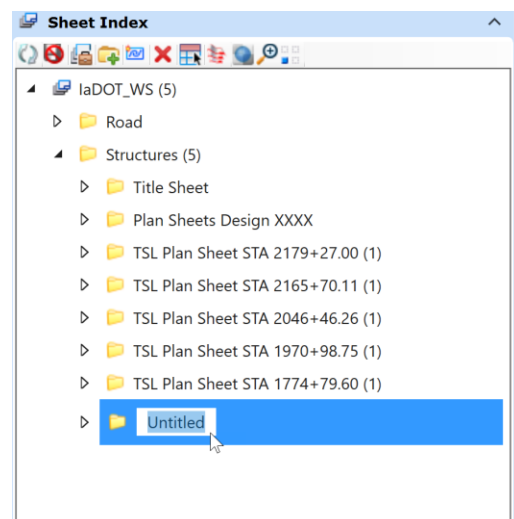 Sheet Index
IaDOT_WS (5)
Road
Structures (5)
Title Sheet
Plan Sheets Design XXXX
TSL Plan Sheet STA 2179+27.00 (1)
TSL Plan Sheet STA 2165+70.11 (1)
TSL Plan Sheet STA 2046+46.26 (1)
TSL Plan Sheet STA 1970+98.75 (1)
TSL Plan Sheet STA 1774+79.60 (1)
Untitled